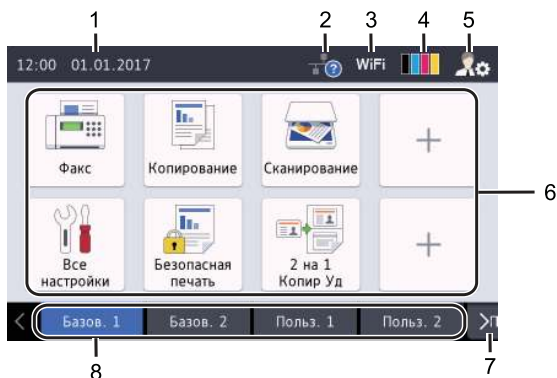 1 2 3 4 5
12:00 01.01.2017 ? WiFi
Факс Копирование Сканирование +
6
Все настройки Безопасная печать 2 на 1 Копир Уд +
< Базов. 1 Базов. 2 Польз. 1 Польз. 2 >П
8 7